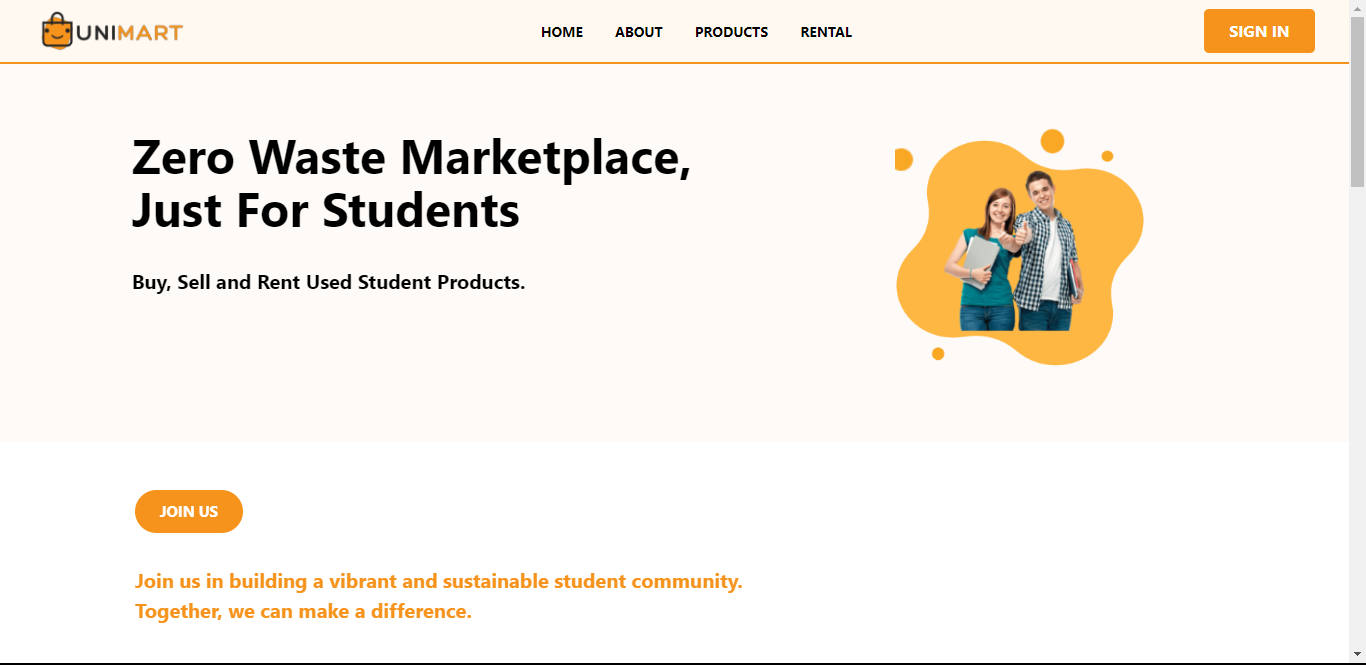 UNIMART
HOME
ABOUT
PRODUCTS
RENTAL
SIGN IN
Zero Waste Marketplace,
Just For Students
Buy, Sell and Rent Used Student Products.
JOIN US
Join us in building a vibrant and sustainable student community.
Together, we can make a difference.